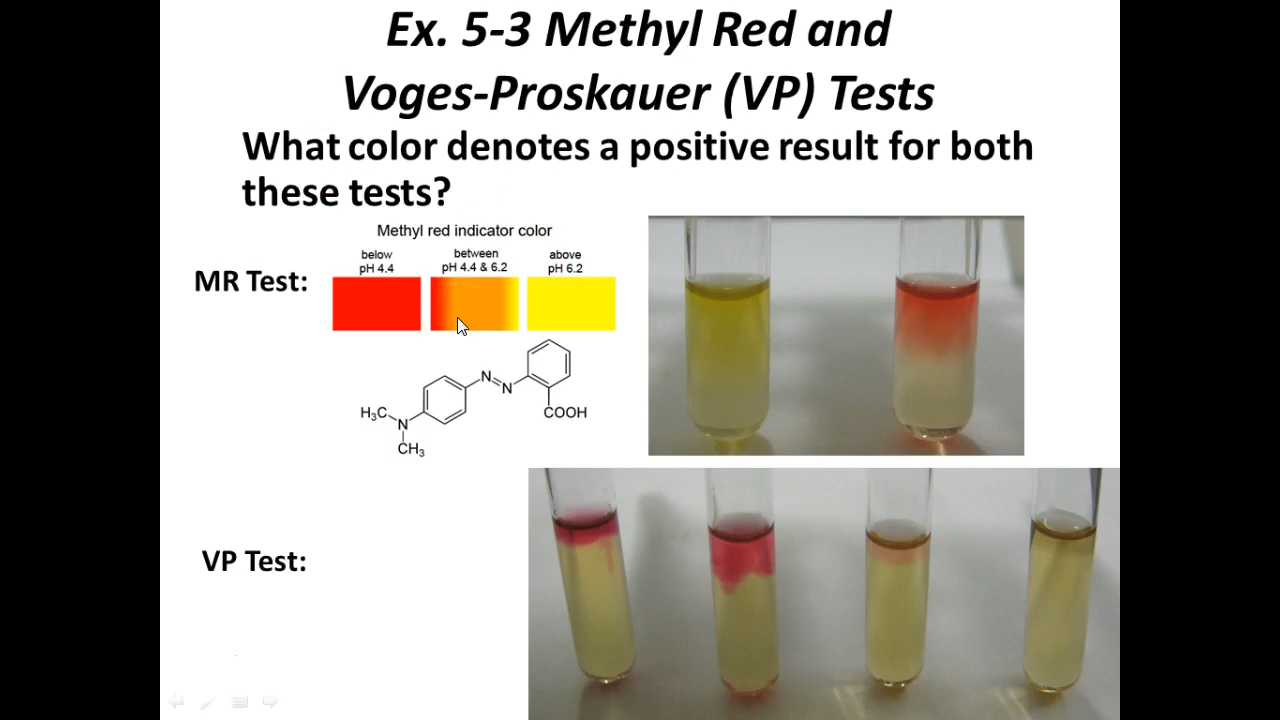 Ex. 5-3 Methyl Red and
Voges-Proskauer (VP) Tests
What color denotes a positive result for both
these tests?
MR Test:
Methyl red indicator color
below
pH 4.4
between
pH 4.4 & 6.2
above
pH 6.2
N
N
H₃C
N
CH₃
COOH
VP Test: